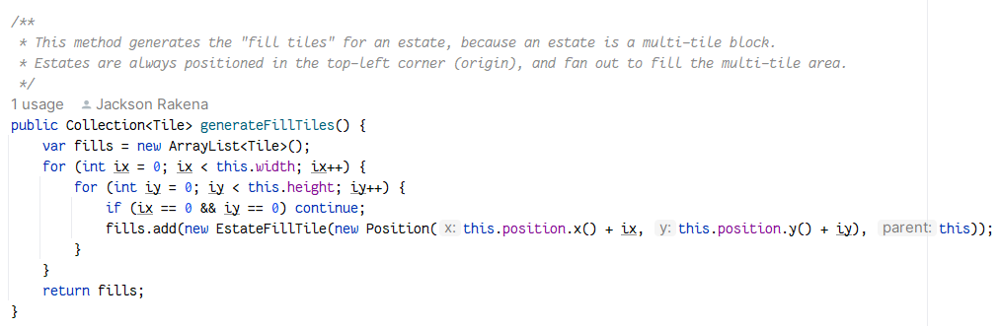 /**
 * This method generates the "fill tiles" for an estate, because an estate is a multi-tile block.
 * Estates are always positioned in the top-left corner (origin), and fan out to fill the multi-tile area.
 */
1 usage   Jackson Rakena
public Collection<Tile> generateFillTiles() {
    var fills = new ArrayList<Tile>();
    for (int ix = 0; ix < this.width; ix++) {
        for (int iy = 0; iy < this.height; iy++) {
            if (ix == 0 && iy == 0) continue;
            fills.add(new EstateFillTile(new Position( x: this.position.x() + ix, y: this.position.y() + iy), parent: this));
        }
    }
    return fills;
}